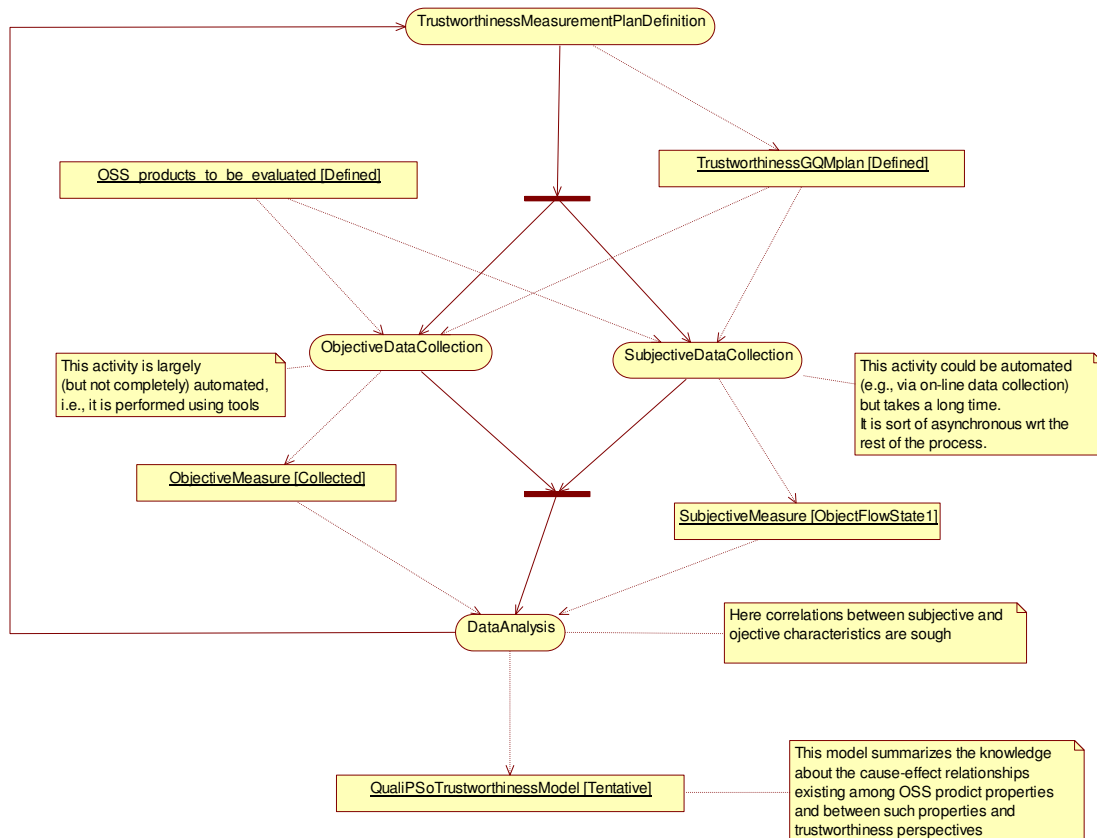 TrustworthinessMeasurementPlanDefinition
OSS_products_to_be_evaluated [Defined]
TrustworthinessGQMplan [Defined]
ObjectiveDataCollection
SubjectiveDataCollection
This activity is largely
(but not completely) automated,
i.e., it is performed using tools
This activity could be automated
(e.g., via on-line data collection)
but takes a long time.
It is sort of asynchronous wrt the
rest of the process.
ObjectiveMeasure [Collected]
SubjectiveMeasure [ObjectFlowState1]
DataAnalysis
Here correlations between subjective and
ojective characteristics are sough
QualiPSoTrustworthinessModel [Tentative]
This model summarizes the knowledge
about the cause-effect relationships
existing among OSS prodict properties
and between such properties and
trustworthiness perspectives